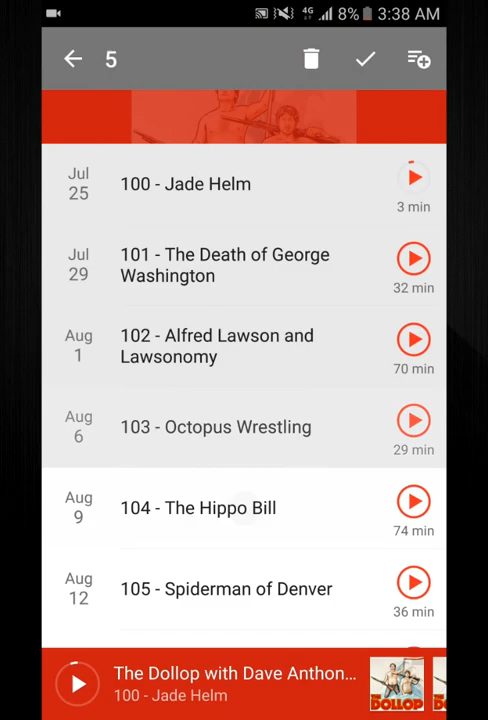 4G 8% 3:38 AM
5
Jul 25
100 - Jade Helm
3 min
Jul 29
101 - The Death of George
Washington
32 min
Aug 1
102 - Alfred Lawson and
Lawsonomy
70 min
Aug 6
103 - Octopus Wrestling
29 min
Aug 9
104 - The Hippo Bill
74 min
Aug 12
105 - Spiderman of Denver
36 min
The Dollop with Dave Anthon...
100 - Jade Helm
THE DOLLOP